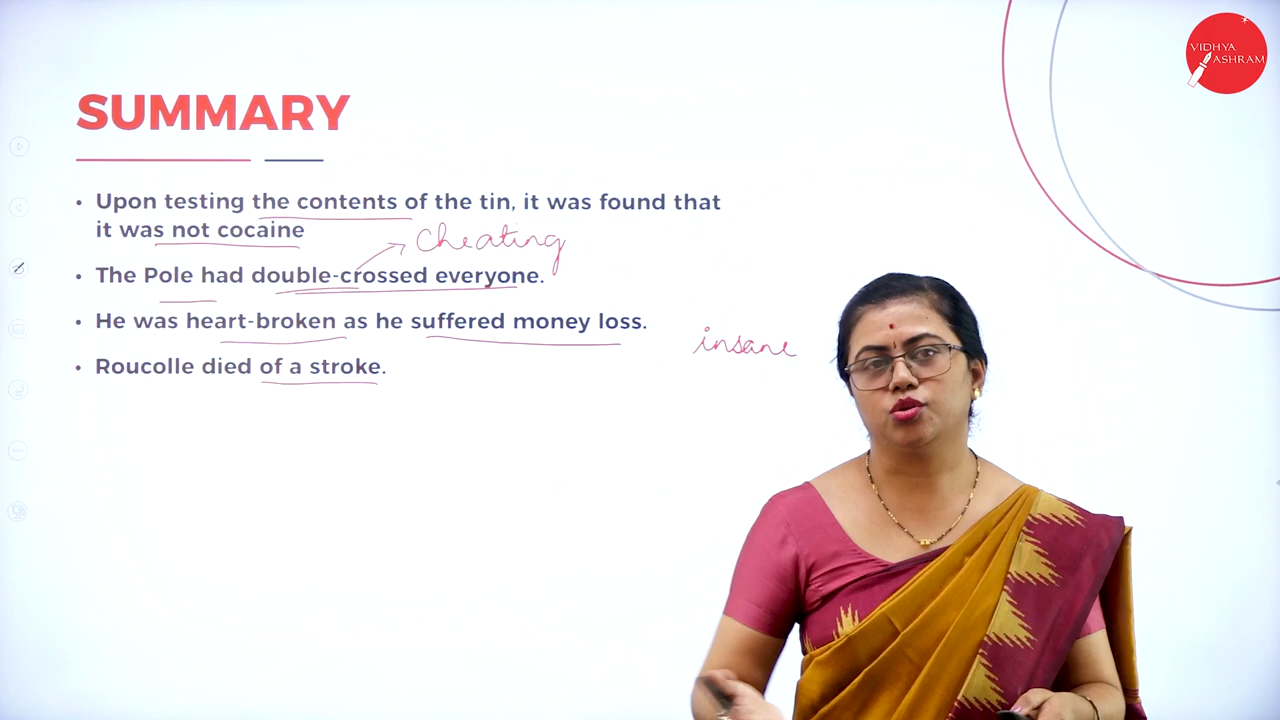 VIDHYA
ASHRAM
SUMMARY
• Upon testing the contents of the tin, it was found that
it was not cocaine
cheating
• The Pole had double-crossed everyone.
• He was heart-broken as he suffered money loss.
insane
• Roucolle died of a stroke.